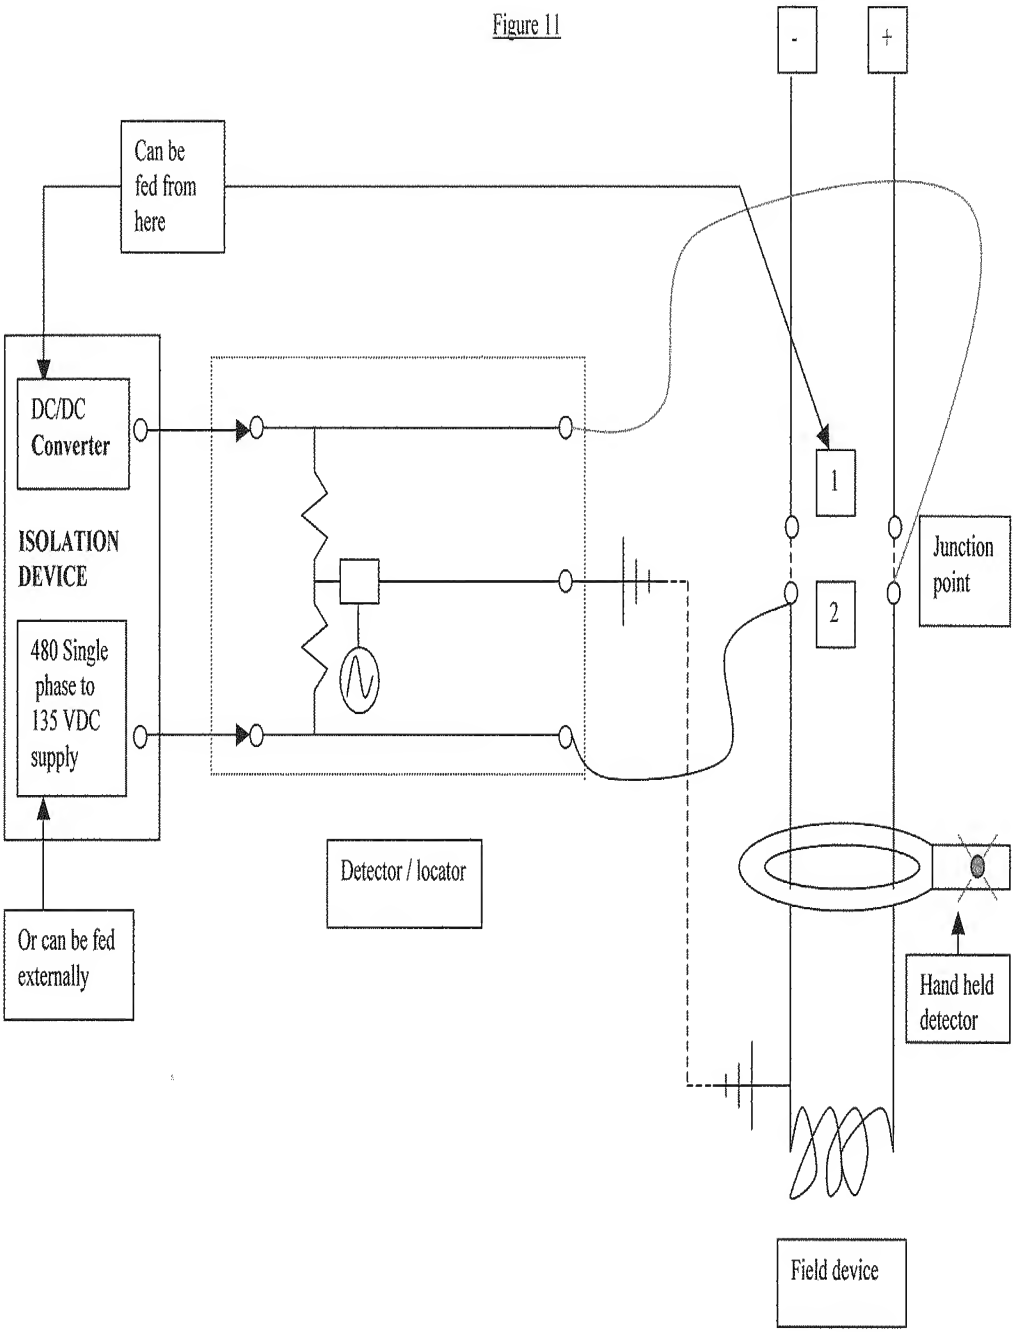 Figure 11
-
+
Can be
fed from
here
DC/DC
Converter
ISOLATION
DEVICE
480 Single
phase to
135 VDC
supply
Or can be fed
externally
Detector / locator
1
2
Junction
point
Hand held
detector
Field device